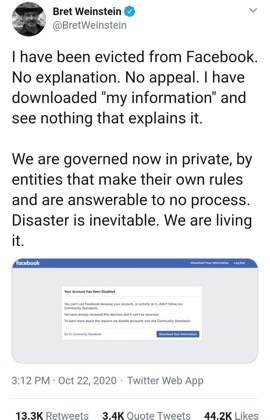 Bret Weinstein
@BretWeinstein
I have been evicted from Facebook.
No explanation. No appeal. I have
downloaded "my information" and
see nothing that explains it.
We are governed now in private, by
entities that make their own rules
and are answerable to no process.
Disaster is inevitable. We are living
it.
facebook Download Your Information Log Out
Your Account Has Been Disabled
You can't use Facebook because your account, or activity on it, didn't follow our
Community Standards.
We have already reviewed this decision and it can't be reversed.
To learn more about the reasons we disable accounts visit the Community Standards.
Go To Community Standards Download Your Information
3:12 PM · Oct 22, 2020 · Twitter Web App
13.3K Retweets 3.4K Quote Tweets 44.2K Likes